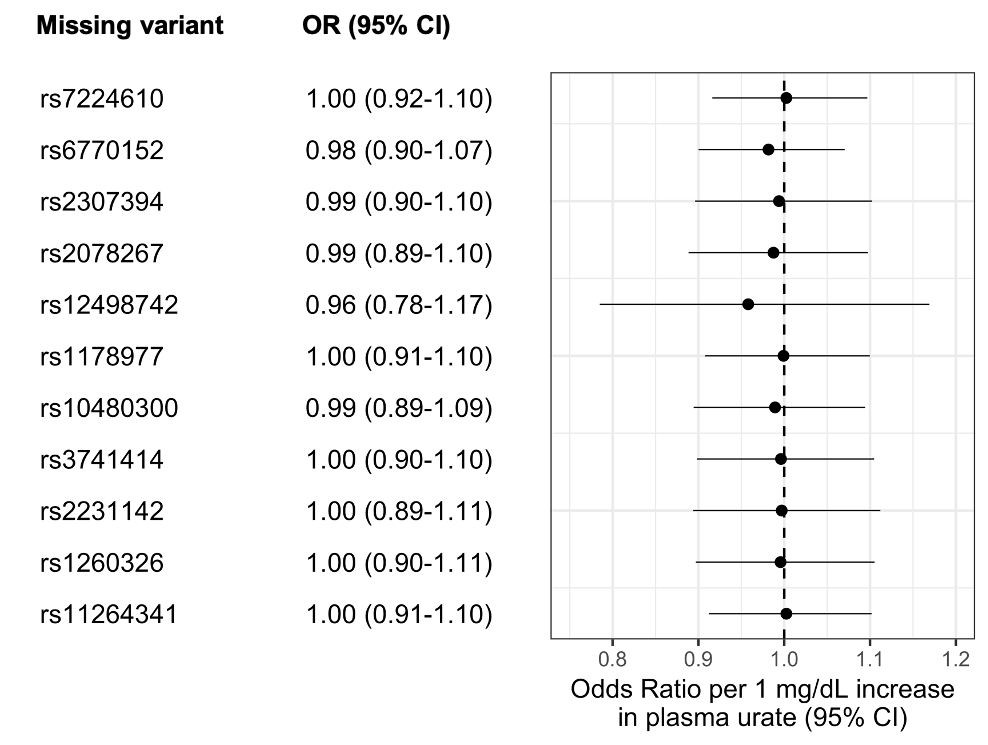 Missing variant OR (95% CI)
rs7224610 1.00 (0.92-1.10)
rs6770152 0.98 (0.90-1.07)
rs2307394 0.99 (0.90-1.10)
rs2078267 0.99 (0.89-1.10)
rs12498742 0.96 (0.78-1.17)
rs1178977 1.00 (0.91-1.10)
rs10480300 0.99 (0.89-1.09)
rs3741414 1.00 (0.90-1.10)
rs2231142 1.00 (0.89-1.11)
rs1260326 1.00 (0.90-1.11)
rs11264341 1.00 (0.91-1.10)
0.8 0.9 1.0 1.1 1.2
Odds Ratio per 1 mg/dL increase
in plasma urate (95% CI)